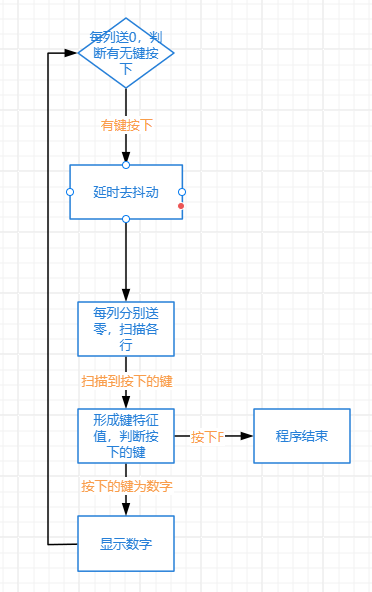 每列送0，判
断有无键按
下
有键按下
延时去抖动
每列分别送
零，扫描各
行
扫描到按下的键
形成键特征
值，判断按
下的键
按下F
程序结束
按下的键为数字
显示数字